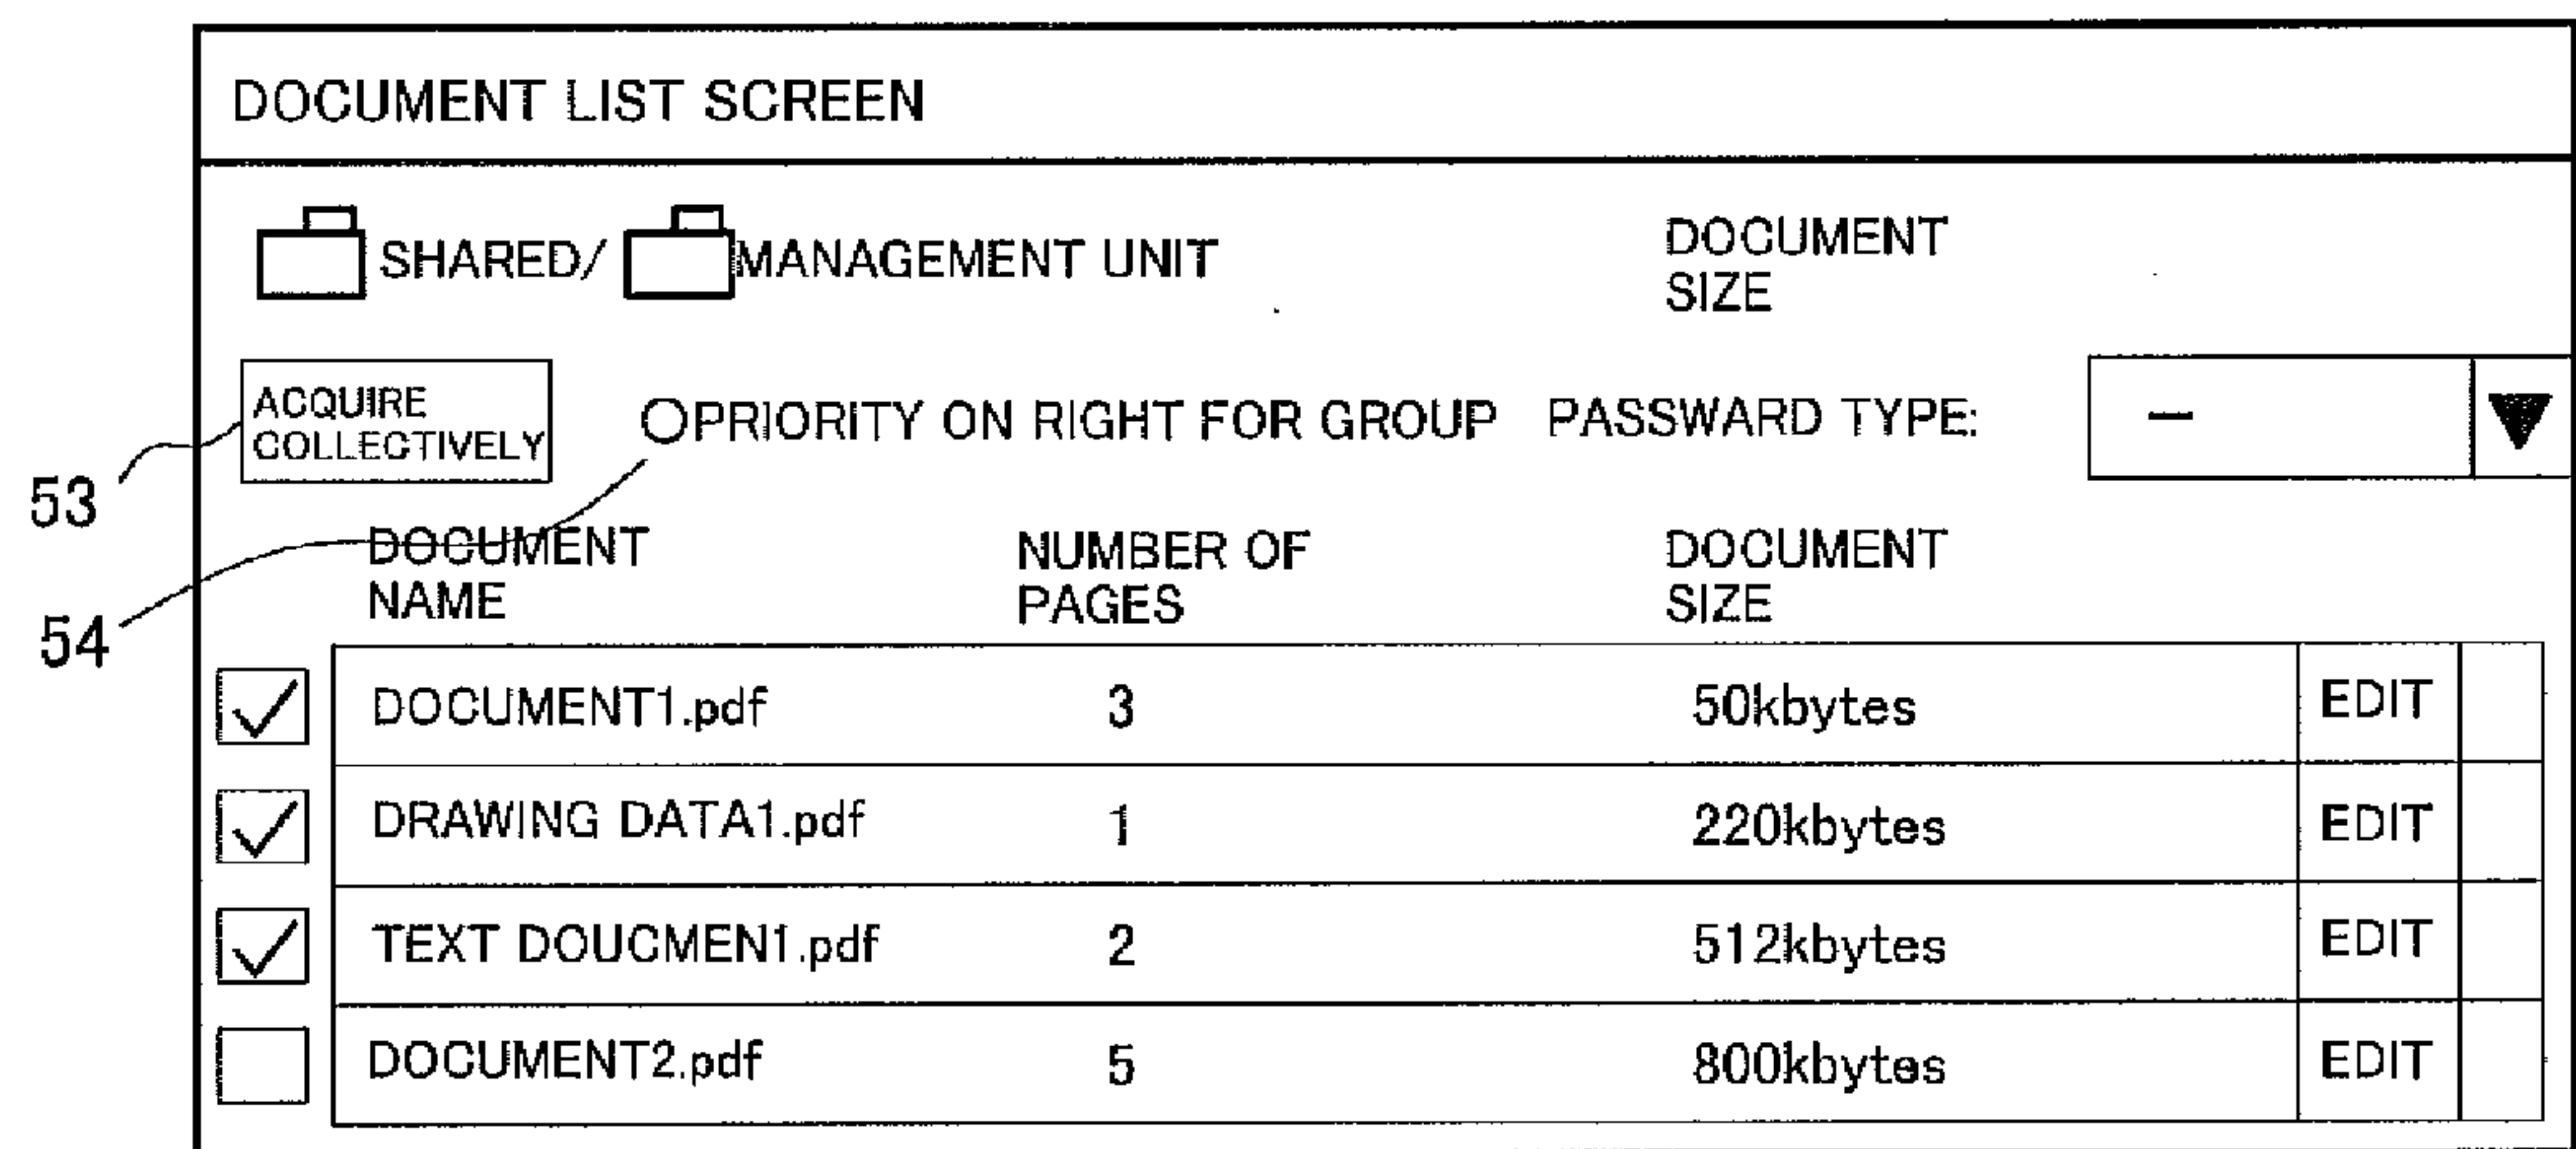 DOCUMENT LIST SCREEN
SHARED/ MANAGEMENT UNIT
DOCUMENT
SIZE
ACQUIRE
COLLECTIVELY
PRIORITY ON RIGHT FOR GROUP
PASSWARD TYPE:
–
53
54
DOCUMENT
NAME
NUMBER OF
PAGES
DOCUMENT
SIZE
DOCUMENT1.pdf 3 50kbytes EDIT
DRAWING DATA1.pdf 1 220kbytes EDIT
TEXT DOUCMEN1.pdf 2 512kbytes EDIT
DOCUMENT2.pdf 5 800kbytes EDIT